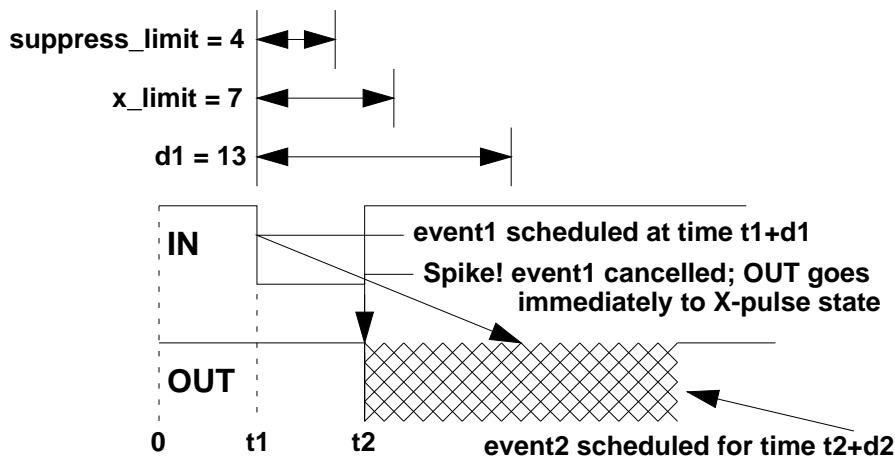 suppress_limit = 4
x_limit = 7
d1 = 13
IN
event1 scheduled at time t1+d1
Spike! event1 cancelled; OUT goes
immediately to X-pulse state
OUT
0
t1
t2
event2 scheduled for time t2+d2